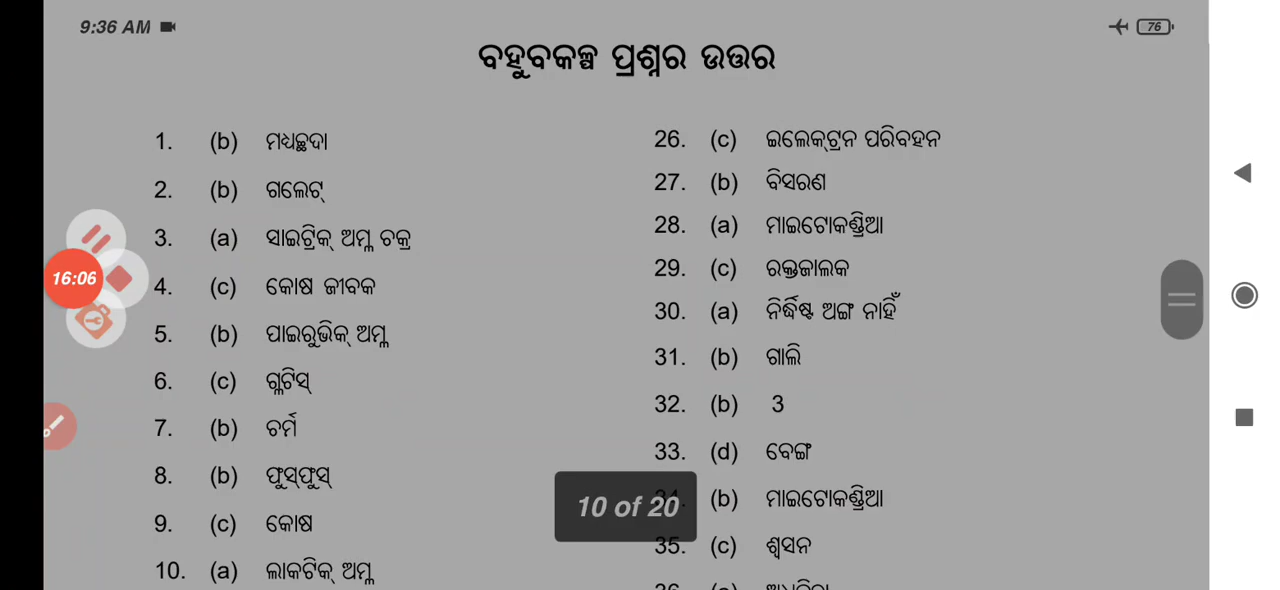 9:36 AM
76
ବହୁବକଳ୍ପ ପ୍ରଶ୍ନର ଉତ୍ତର
1. (b) ମଧ୍ୟଚ୍ଛଦା
2. (b) ଗଲେଟ୍
3. (a) ସାଇଟ୍ରିକ୍ ଅମ୍ଳ ଚକ୍ର
4. (c) କୋଷ ଜୀବକ
5. (b) ପାଇରୁଭିକ୍ ଅମ୍ଳ
6. (c) ଗ୍ଳଟିସ୍
7. (b) ଚର୍ମ
8. (b) ଫୁସ୍‌ଫୁସ୍
9. (c) କୋଷ
10. (a) ଲାକଟିକ୍ ଅମ୍ଳ
26. (c) ଇଲେକ୍‌ଟ୍ରନ ପରିବହନ
27. (b) ବିସରଣ
28. (a) ମାଇଟୋକଣ୍ଡ୍ରିଆ
29. (c) ରକ୍ତଜାଲକ
30. (a) ନିର୍ଦ୍ଧିଷ୍ଟ ଅଙ୍ଗ ନାହିଁ
31. (b) ଗାଲି
32. (b) 3
33. (d) ବେଙ୍ଗ
34. (b) ମାଇଟୋକଣ୍ଡ୍ରିଆ
35. (c) ଶ୍ୱସନ
16:06
10 of 20